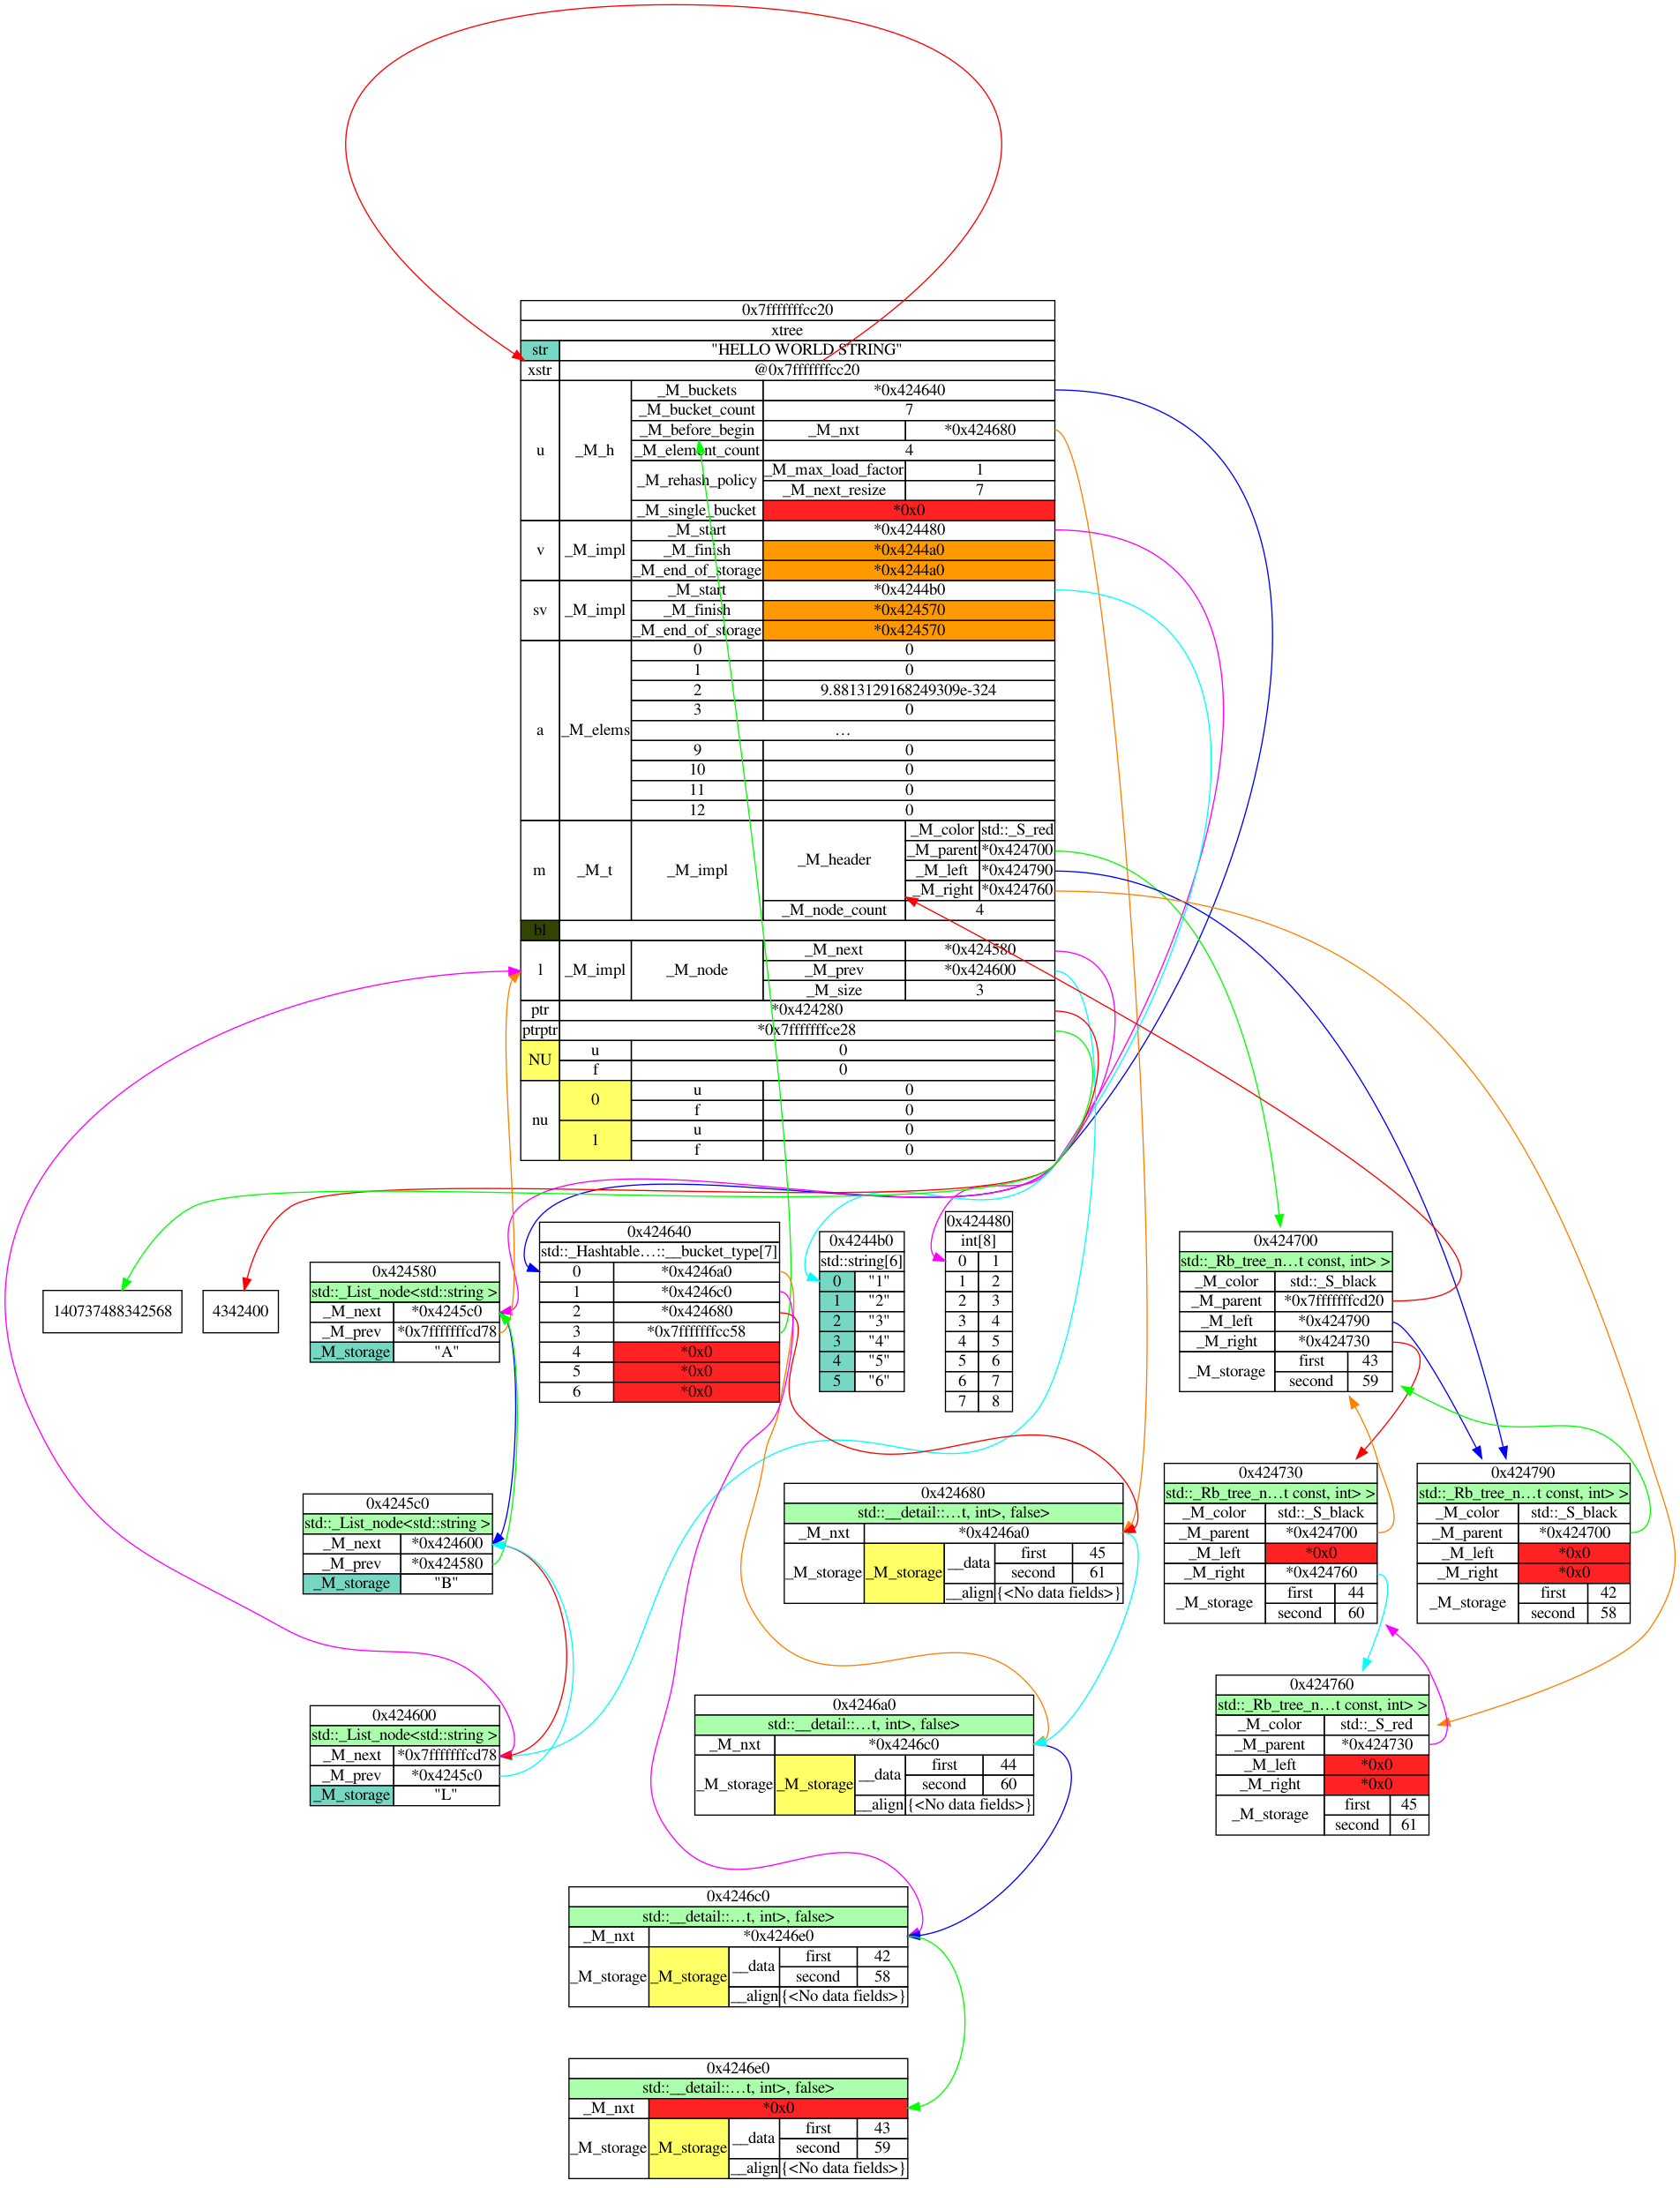 0x7fffffffcc20
xtree
str "HELLO WORLD STRING"
xstr @0x7fffffffcc20
u _M_h _M_buckets *0x424640
_M_bucket_count 7
_M_before_begin _M_nxt *0x424680
_M_element_count 4
_M_rehash_policy _M_max_load_factor 1
_M_next_resize 7
_M_single_bucket *0x0
v _M_impl _M_start *0x424480
_M_finish *0x4244a0
_M_end_of_storage *0x4244a0
sv _M_impl _M_start *0x4244b0
_M_finish *0x424570
_M_end_of_storage *0x424570
a _M_elems 0 0
1 0
2 9.8813129168249309e-324
3 0
…
9 0
10 0
11 0
12 0
m _M_t _M_impl _M_header _M_color std::_S_red
_M_parent *0x424700
_M_left *0x424790
_M_right *0x424760
_M_node_count 4
bl
l _M_impl _M_node _M_next *0x424580
_M_prev *0x424600
_M_size 3
ptr *0x424280
ptrptr *0x7fffffffce28
NU u 0
f 0
nu 0 u 0
f 0
1 u 0
f 0
140737488342568
4342400
0x424580
std::_List_node<std::string >
_M_next *0x4245c0
_M_prev *0x7fffffffcd78
_M_storage "A"
0x424640
std::_Hashtable…::__bucket_type[7]
0 *0x4246a0
1 *0x4246c0
2 *0x424680
3 *0x7fffffffcc58
4 *0x0
5 *0x0
6 *0x0
0x4244b0
std::string[6]
0 "1"
1 "2"
2 "3"
3 "4"
4 "5"
5 "6"
0x424480
int[8]
0 1
1 2
2 3
3 4
4 5
5 6
6 7
7 8
0x424700
std::_Rb_tree_n…t const, int> >
_M_color std::_S_black
_M_parent *0x7fffffffcd20
_M_left *0x424790
_M_right *0x424730
_M_storage first 43
second 59
0x4245c0
std::_List_node<std::string >
_M_next *0x424600
_M_prev *0x424580
_M_storage "B"
0x424680
std::__detail::…t, int>, false>
_M_nxt *0x4246a0
_M_storage _M_storage __data first 45
second 61
__align {<No data fields>}
0x424730
std::_Rb_tree_n…t const, int> >
_M_color std::_S_black
_M_parent *0x424700
_M_left *0x0
_M_right *0x424760
_M_storage first 44
second 60
0x424790
std::_Rb_tree_n…t const, int> >
_M_color std::_S_black
_M_parent *0x424700
_M_left *0x0
_M_right *0x0
_M_storage first 42
second 58
0x424600
std::_List_node<std::string >
_M_next *0x7fffffffcd78
_M_prev *0x4245c0
_M_storage "L"
0x4246a0
std::__detail::…t, int>, false>
_M_nxt *0x4246c0
_M_storage _M_storage __data first 44
second 60
__align {<No data fields>}
0x424760
std::_Rb_tree_n…t const, int> >
_M_color std::_S_red
_M_parent *0x424730
_M_left *0x0
_M_right *0x0
_M_storage first 45
second 61
0x4246c0
std::__detail::…t, int>, false>
_M_nxt *0x4246e0
_M_storage _M_storage __data first 42
second 58
__align {<No data fields>}
0x4246e0
std::__detail::…t, int>, false>
_M_nxt *0x0
_M_storage _M_storage __data first 43
second 59
__align {<No data fields>}